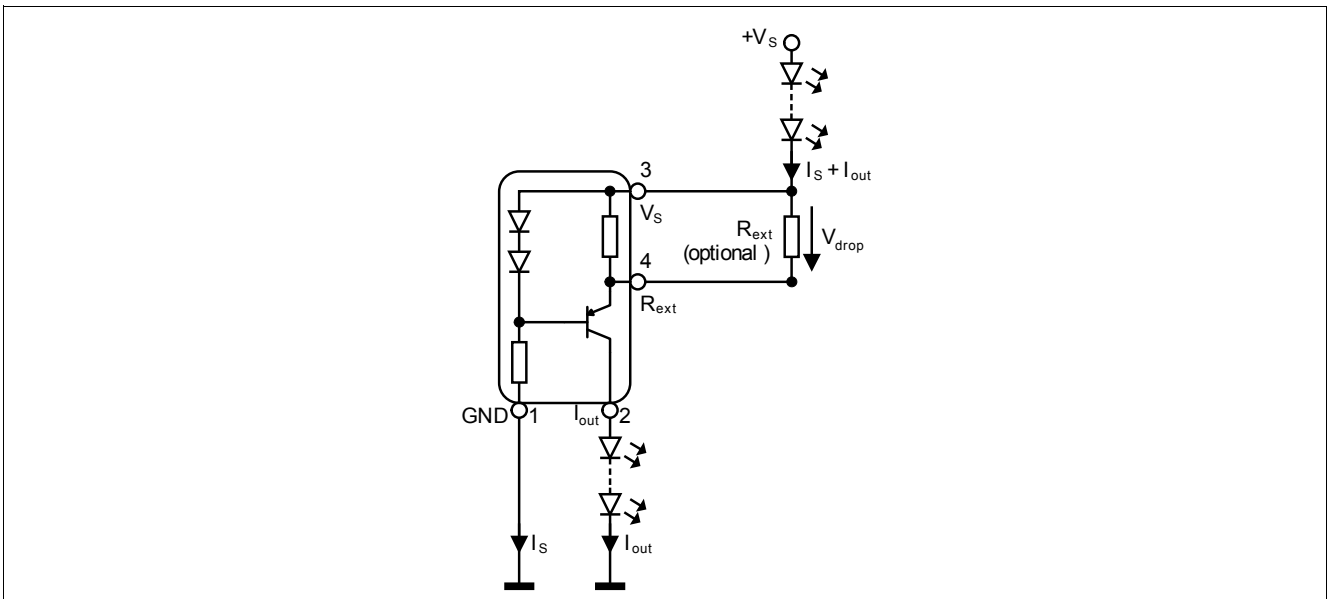 +VS
IS + Iout
3
VS
Rext
(optional )
Vdrop
4
Rext
GND 1
Iout 2
IS
Iout